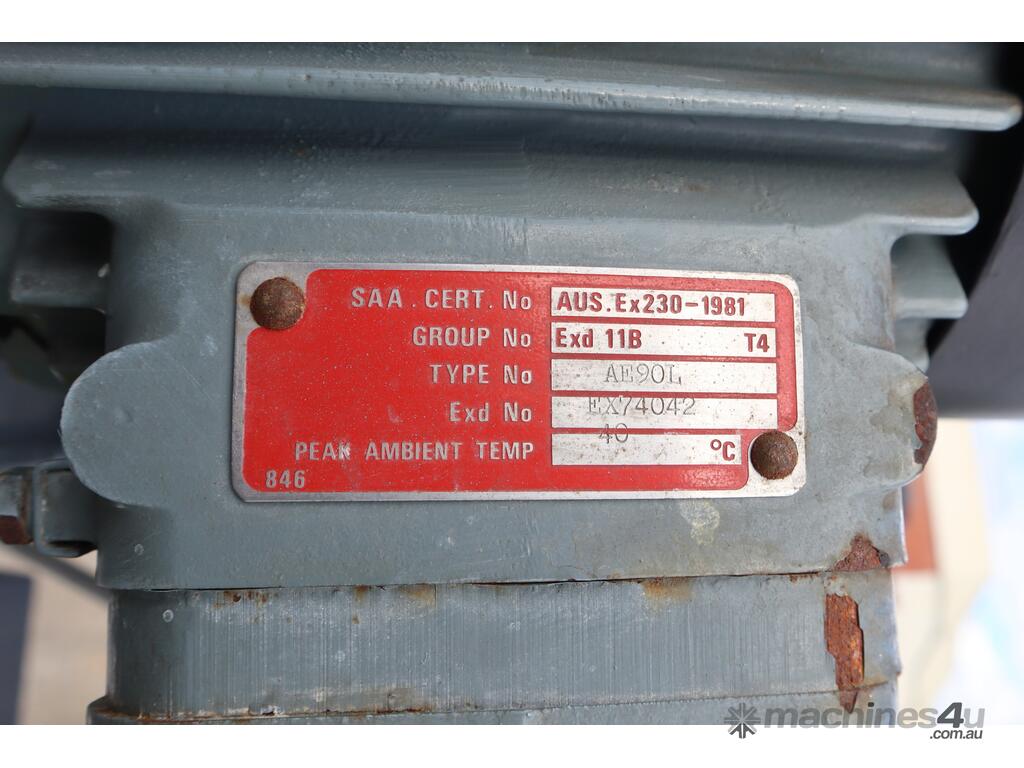 SAA. CERT. No AUS.Ex230-1981
GROUP No Exd 11B T4
TYPE No AE90L
Exd No EX74042
PEAK AMBIENT TEMP 40 °C
846
machines4u
.com.au